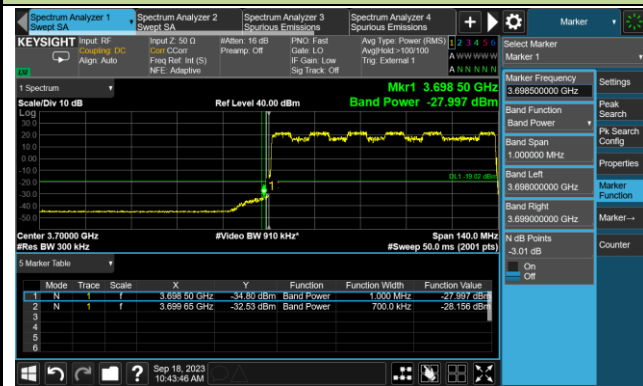 Spectrum Analyzer 1
Swept SA
Spectrum Analyzer 2
Swept SA
Spectrum Analyzer 3
Spurious Emissions
Spectrum Analyzer 4
Spurious Emissions
Marker
KEYSIGHT
Input: RF
Coupling: DC
Align: Auto
Input Z: 50 Ω
Corr CCorr
Freq Ref: Int (S)
NFE: Adaptive
#Atten: 16 dB
Preamp: Off
PNO: Fast
Gate: LO
IF Gain: Low
Sig Track: Off
Avg Type: Power (RMS)
Avg|Hold:>100/100
Trig: External 1
1 2 3 4 5 6
A W W W W W
A N N N N N
LXI
Select Marker
Marker 1
1 Spectrum
Scale/Div 10 dB
Ref Level 40.00 dBm
Mkr1 3.698 50 GHz
Band Power -27.997 dBm
Log
30.0
20.0
10.0
0.00
-10.0
-20.0
-30.0
-40.0
-50.0
DL1 -19.02 dBm
1
Center 3.70000 GHz
#Res BW 300 kHz
#Video BW 910 kHz*
Span 140.0 MHz
#Sweep 50.0 ms (2001 pts)
Marker Frequency
3.698500000 GHz
Band Function
Band Power
Band Span
1.000000 MHz
Band Left
3.698000000 GHz
Band Right
3.699000000 GHz
N dB Points
-3.01 dB
On
Off
Settings
Peak
Search
Pk Search
Config
Properties
Marker
Function
Marker→
Counter
5 Marker Table
Mode Trace Scale X Y Function Function Width Function Value
1 N 1 f 3.698 50 GHz -34.80 dBm Band Power 1.000 MHz -27.997 dBm
2 N 1 f 3.699 65 GHz -32.53 dBm Band Power 700.0 kHz -28.156 dBm
3
4
5
6
?
Sep 18, 2023
10:43:46 AM